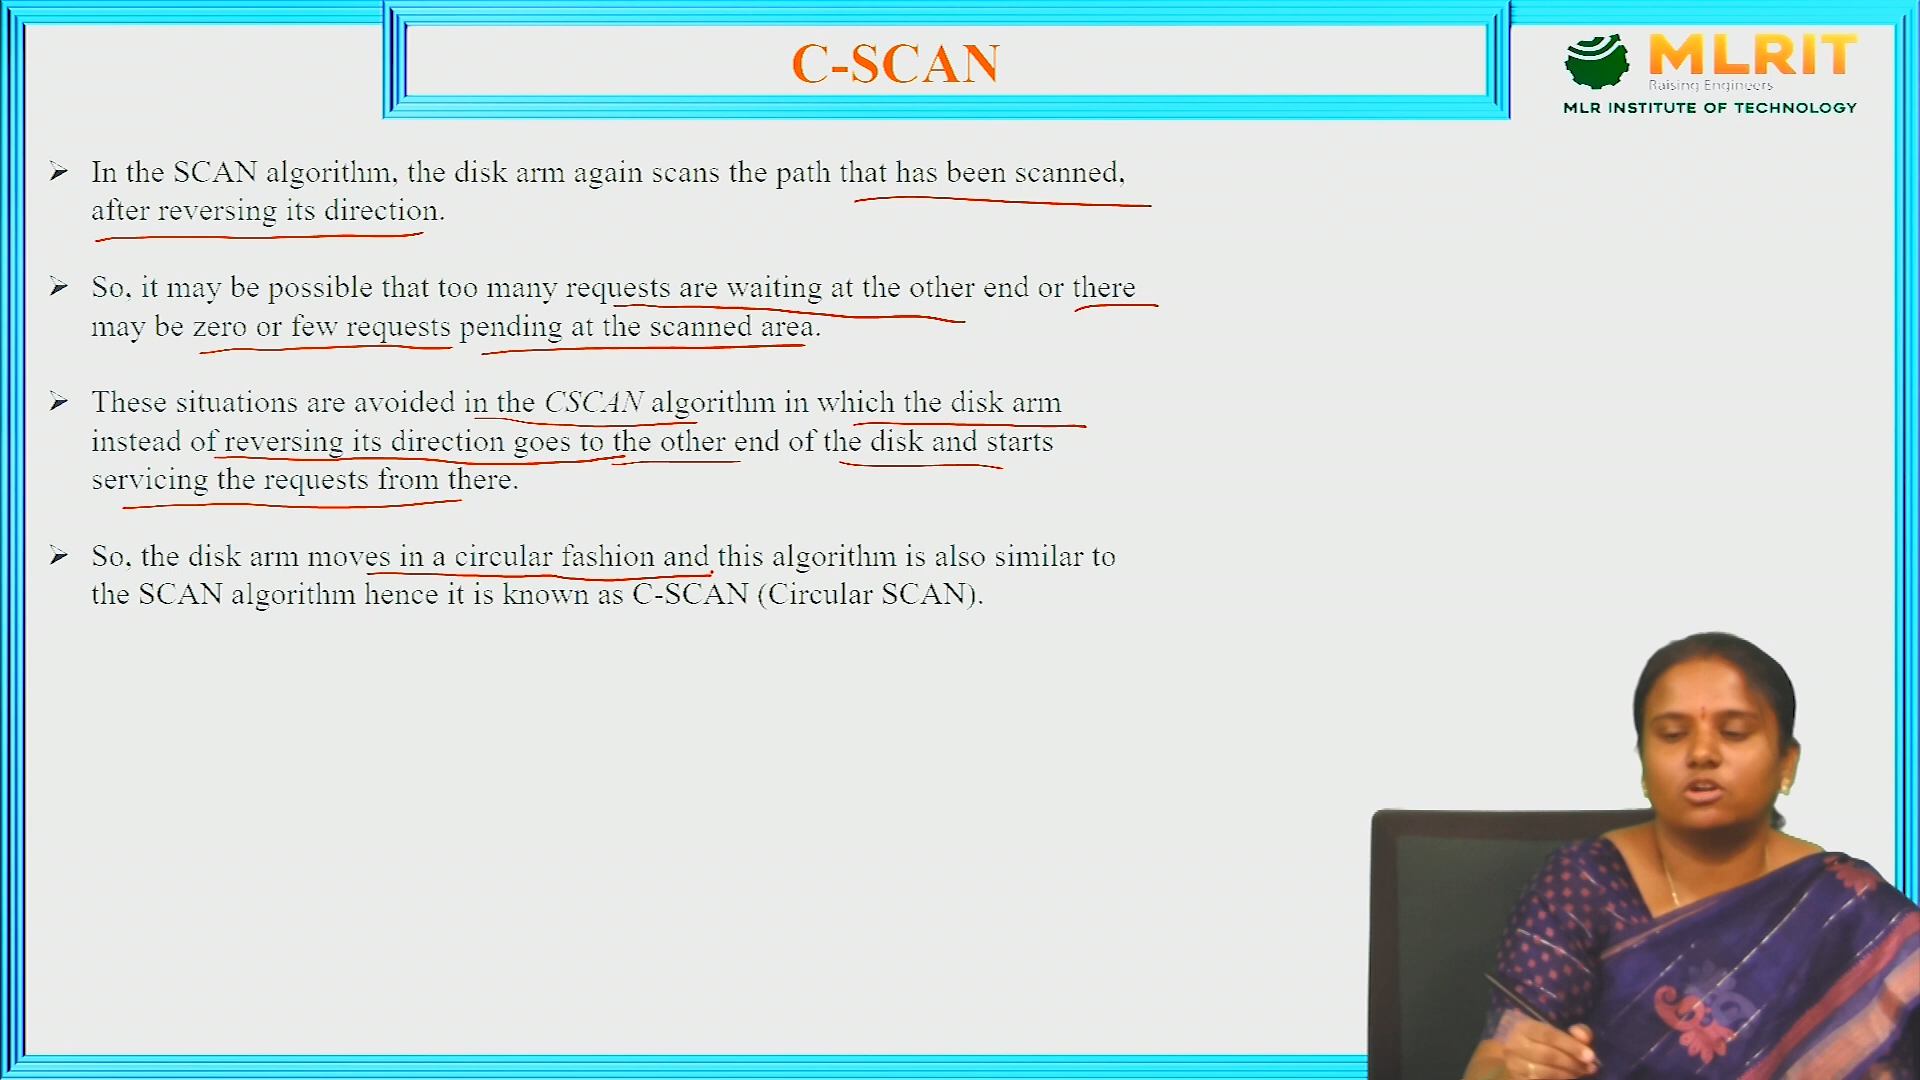 C-SCAN
MLRIT
Raising Engineers
MLR INSTITUTE OF TECHNOLOGY
In the SCAN algorithm, the disk arm again scans the path that has been scanned,
after reversing its direction.
So, it may be possible that too many requests are waiting at the other end or there
may be zero or few requests pending at the scanned area.
These situations are avoided in the CSCAN algorithm in which the disk arm
instead of reversing its direction goes to the other end of the disk and starts
servicing the requests from there.
So, the disk arm moves in a circular fashion and this algorithm is also similar to
the SCAN algorithm hence it is known as C-SCAN (Circular SCAN).